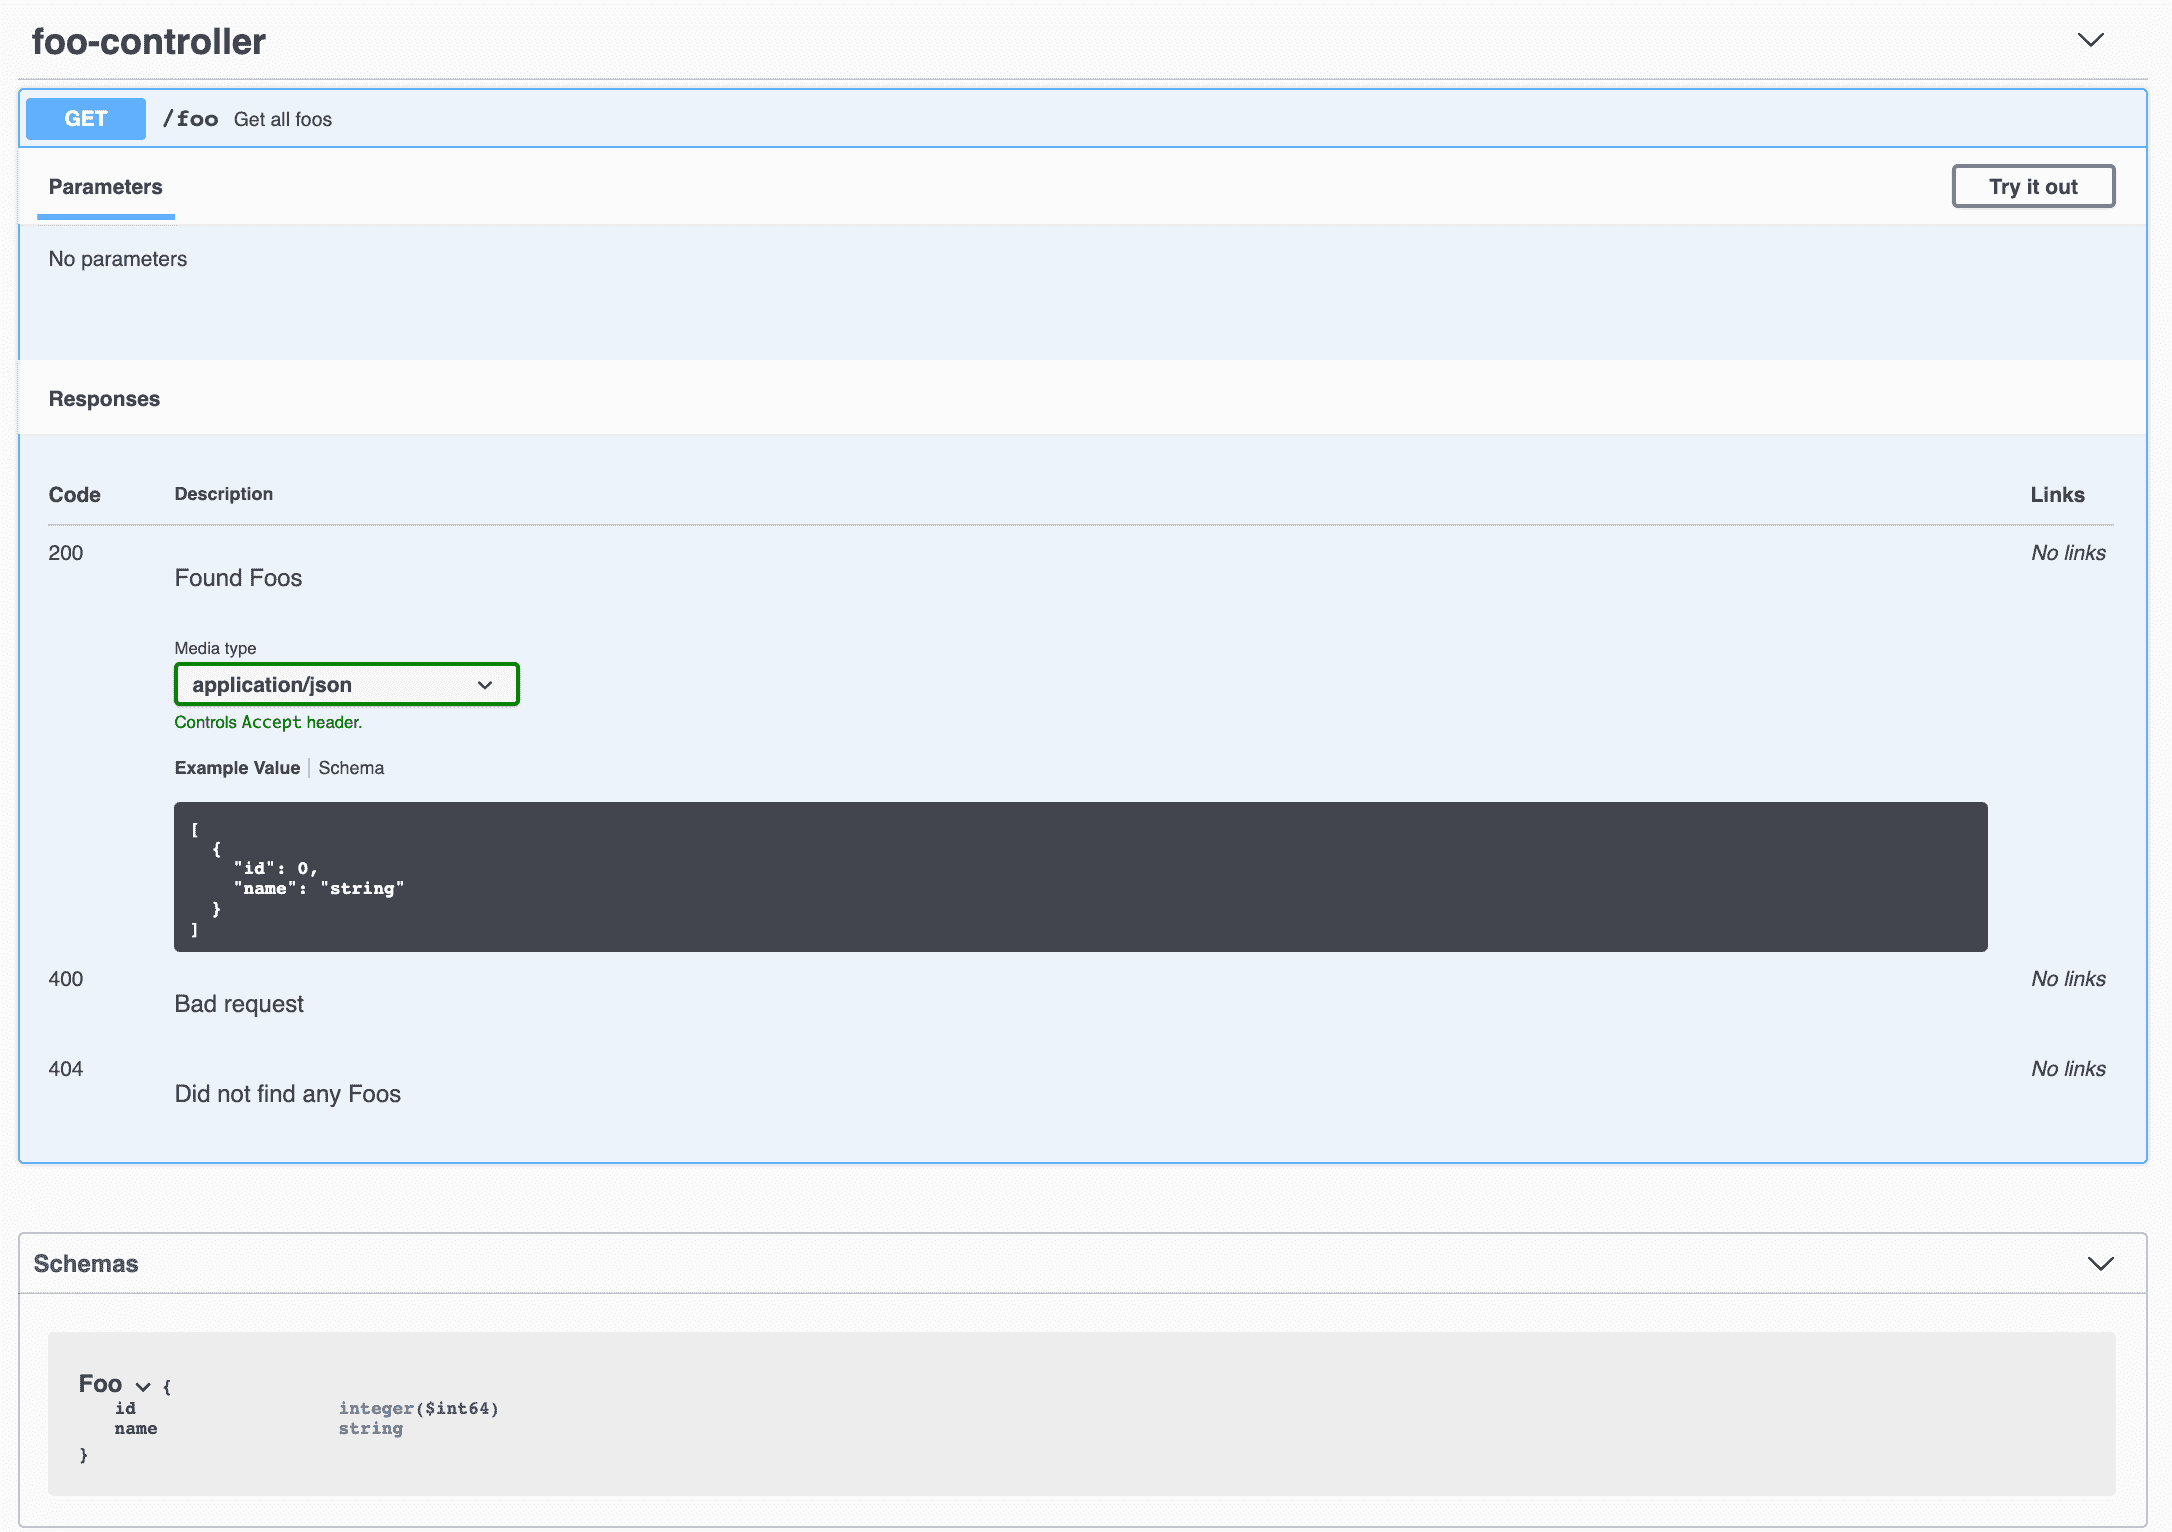 foo-controller
GET /foo Get all foos
Parameters Try it out
No parameters
Responses
Code Description Links
200 No links
Found Foos
Media type
application/json
Controls Accept header.
Example Value Schema
[
{
"id": 0,
"name": "string"
}
]
400 No links
Bad request
404 No links
Did not find any Foos
Schemas
Foo {
id integer($int64)
name string
}